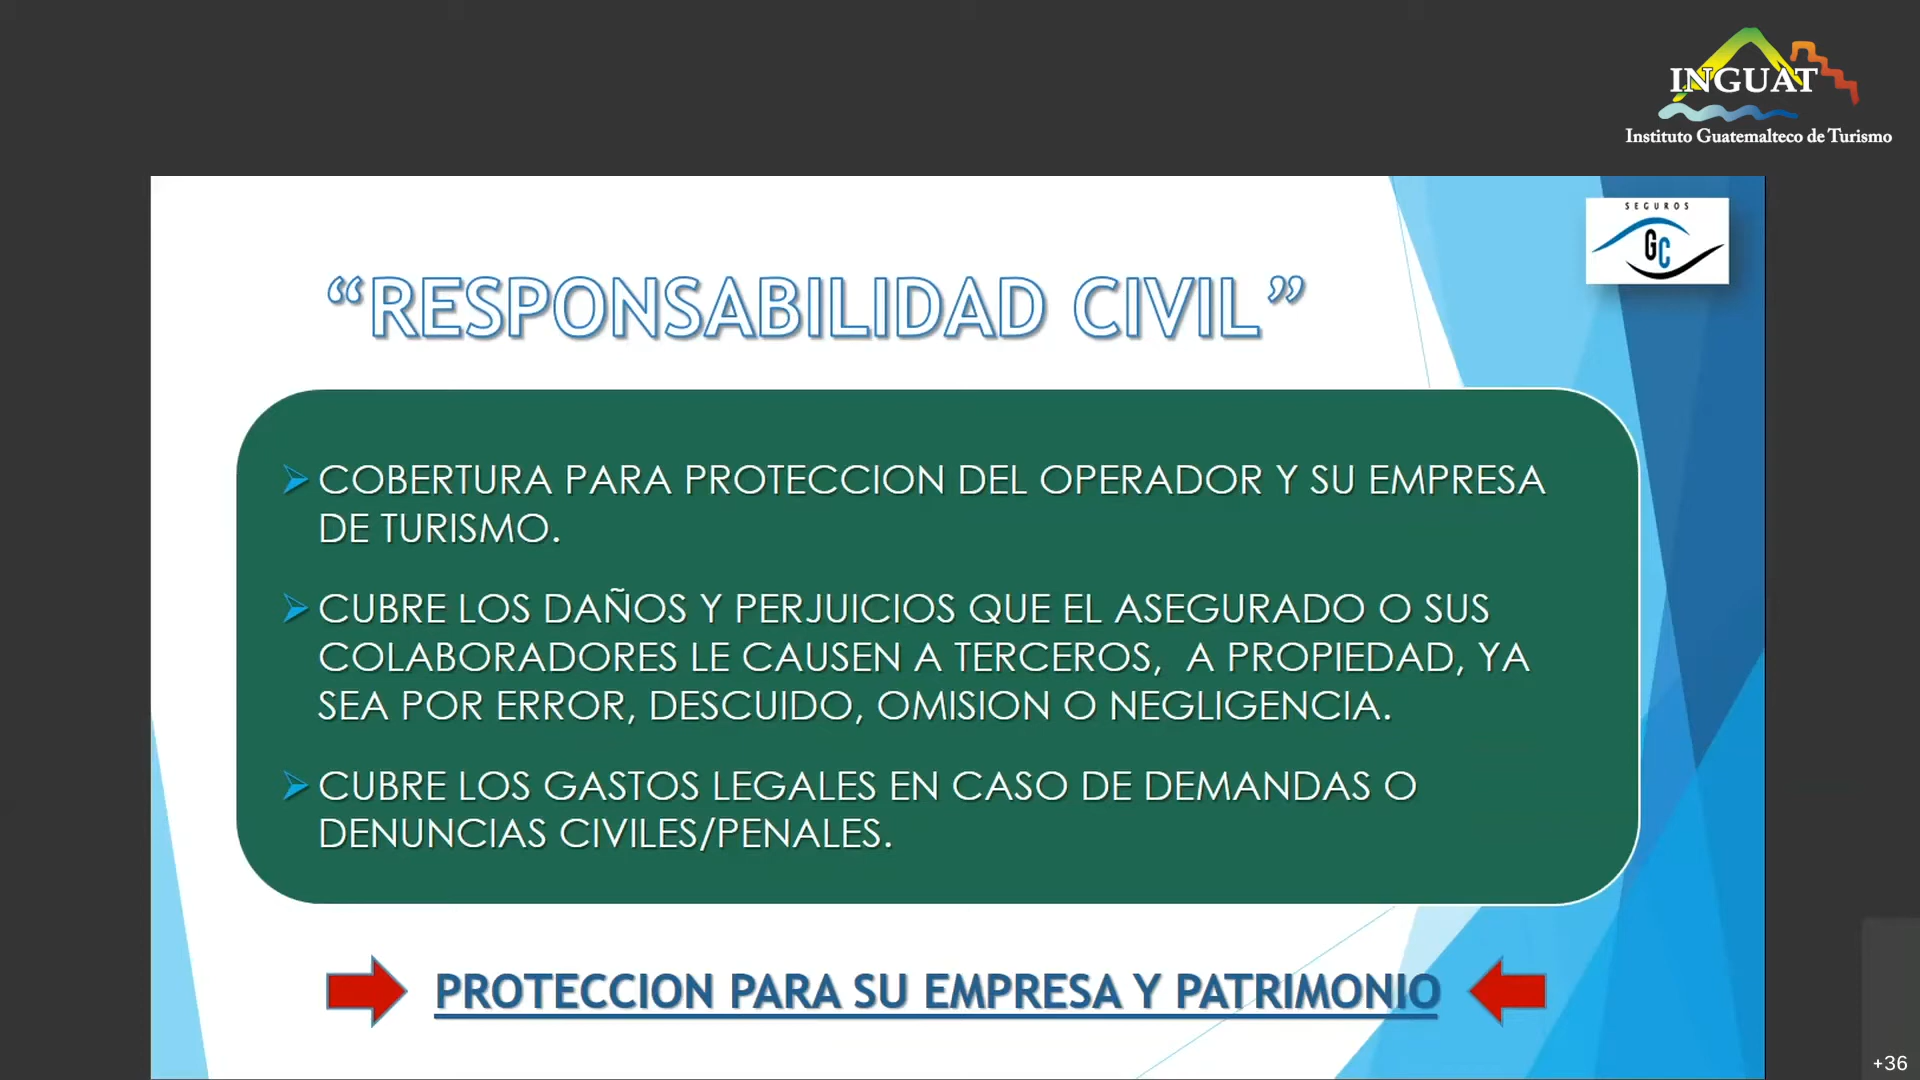 INGUAT
Instituto Guatemalteco de Turismo
SEGUROS
GC
“RESPONSABILIDAD CIVIL”
COBERTURA PARA PROTECCION DEL OPERADOR Y SU EMPRESA
DE TURISMO.
CUBRE LOS DAÑOS Y PERJUICIOS QUE EL ASEGURADO O SUS
COLABORADORES LE CAUSEN A TERCEROS, A PROPIEDAD, YA
SEA POR ERROR, DESCUIDO, OMISION O NEGLIGENCIA.
CUBRE LOS GASTOS LEGALES EN CASO DE DEMANDAS O
DENUNCIAS CIVILES/PENALES.
PROTECCION PARA SU EMPRESA Y PATRIMONIO
+36